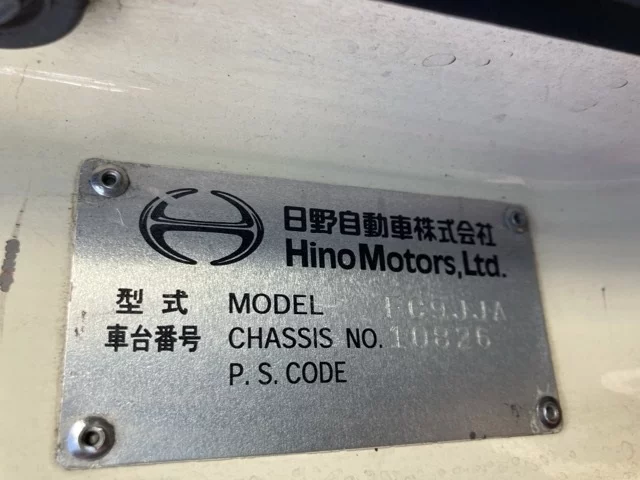 日野自動車株式会社
Hino Motors, Ltd.
型式 MODEL FC9JJA
車台番号 CHASSIS NO. 10826
P. S. CODE